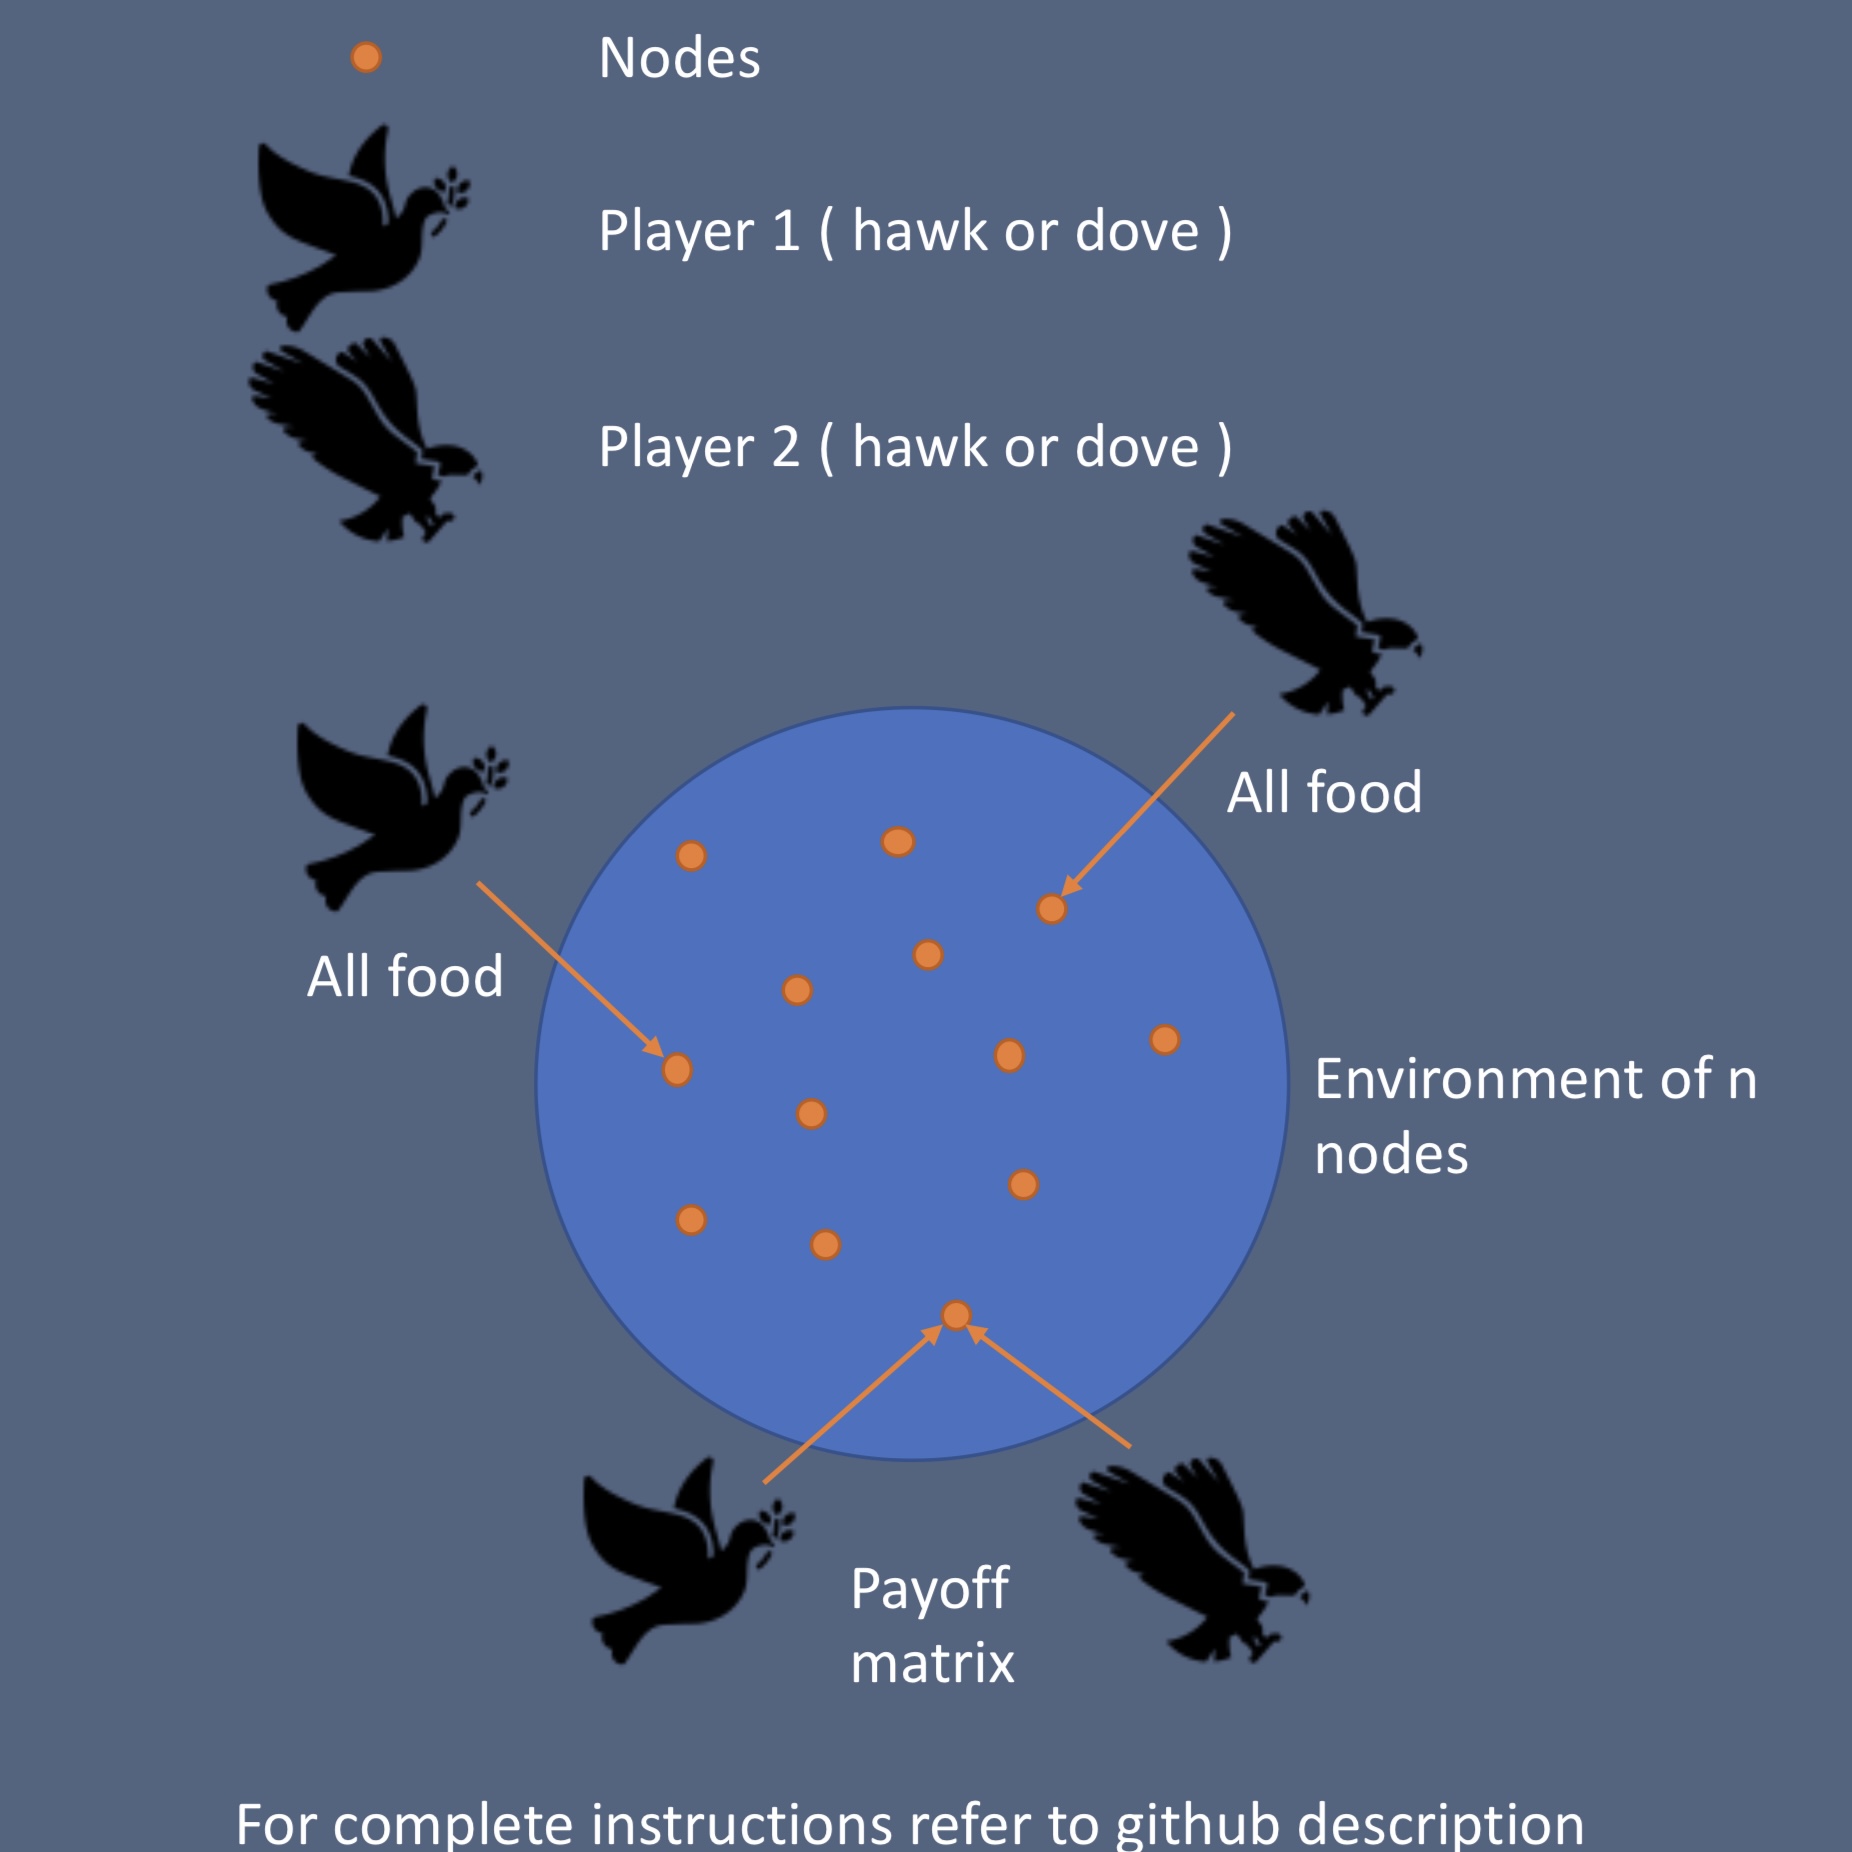 Nodes
Player 1 ( hawk or dove )
Player 2 ( hawk or dove )
All food
All food
Environment of n
nodes
Payoff
matrix
For complete instructions refer to github description